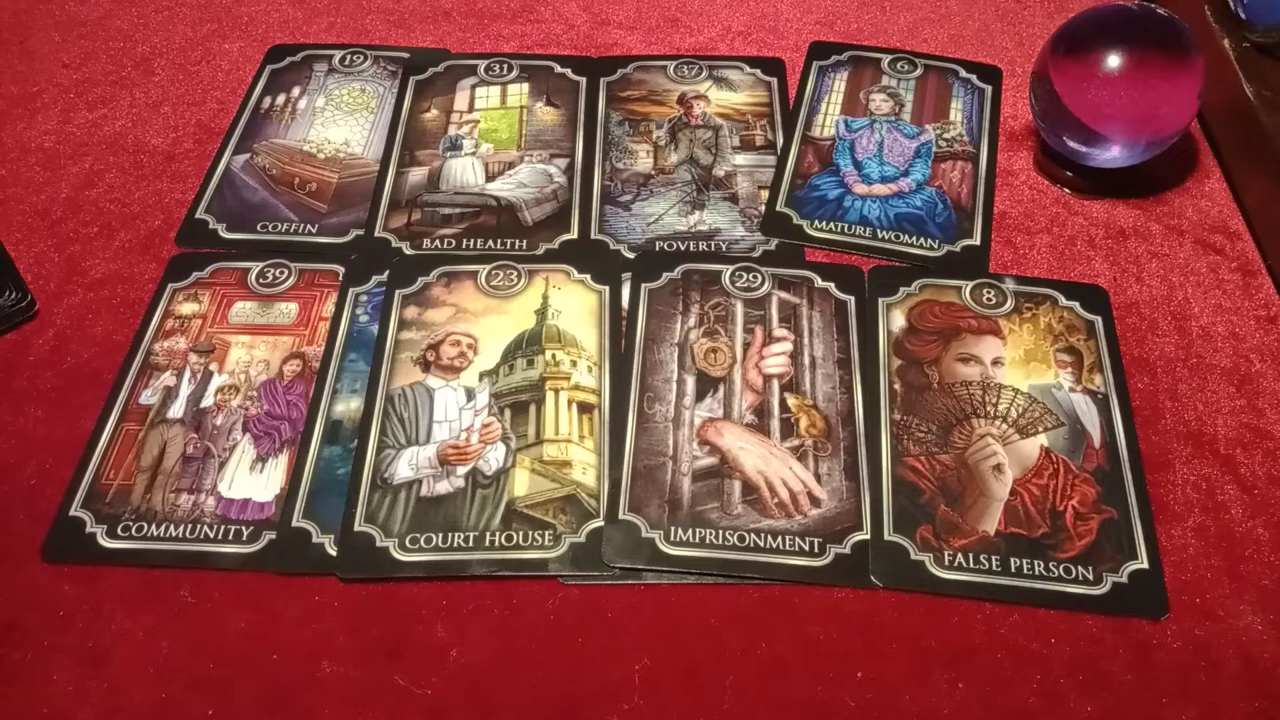 19
COFFIN
31
BAD HEALTH
37
POVERTY
6
MATURE WOMAN
39
COMMUNITY
23
COURT HOUSE
CM
29
IMPRISONMENT
8
FALSE PERSON